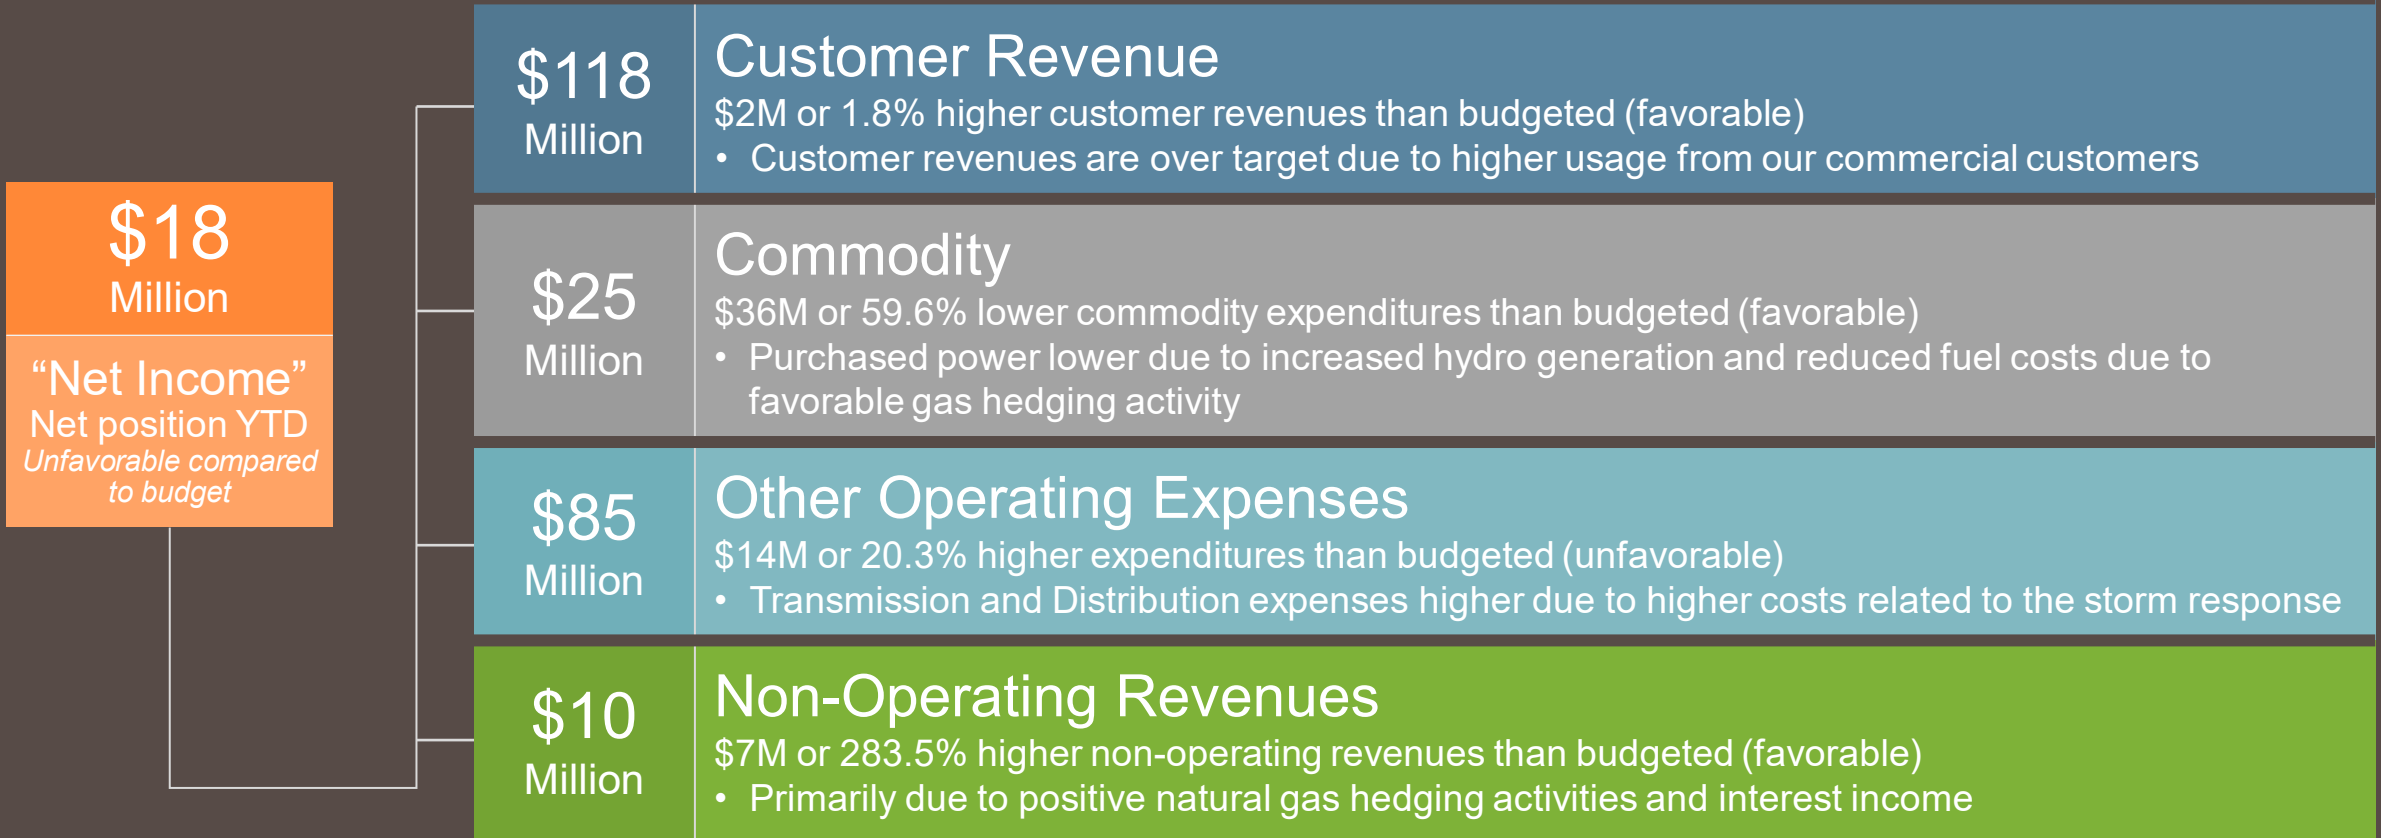 $18
Million
“Net Income”
Net position YTD
Unfavorable compared
to budget
$118
Million
Customer Revenue
$2M or 1.8% higher customer revenues than budgeted (favorable)
• Customer revenues are over target due to higher usage from our commercial customers
$25
Million
Commodity
$36M or 59.6% lower commodity expenditures than budgeted (favorable)
• Purchased power lower due to increased hydro generation and reduced fuel costs due to
favorable gas hedging activity
$85
Million
Other Operating Expenses
$14M or 20.3% higher expenditures than budgeted (unfavorable)
• Transmission and Distribution expenses higher due to higher costs related to the storm response
$10
Million
Non-Operating Revenues
$7M or 283.5% higher non-operating revenues than budgeted (favorable)
• Primarily due to positive natural gas hedging activities and interest income